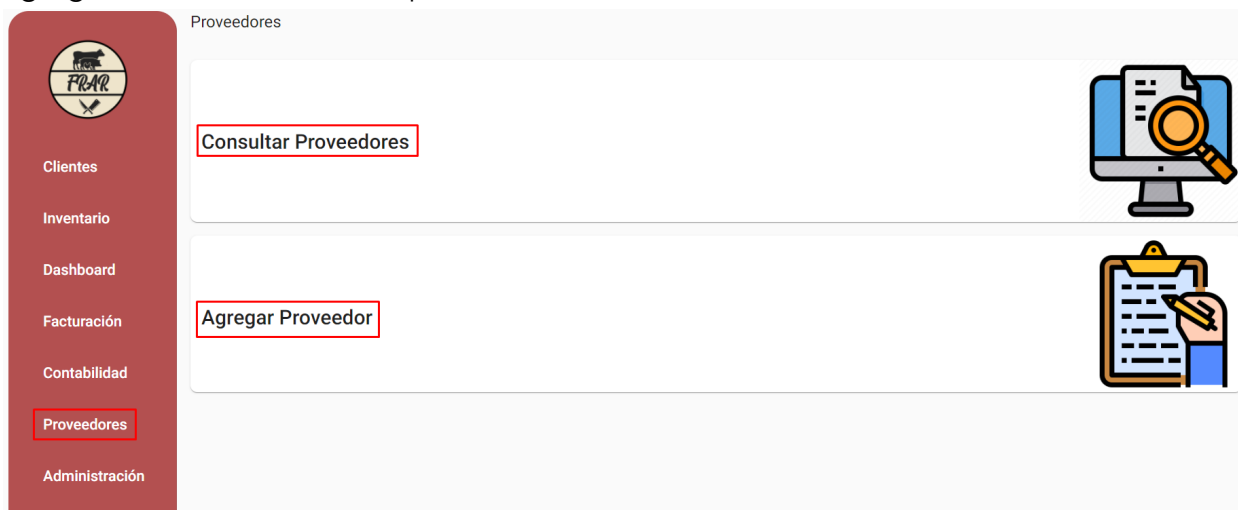 Proveedores
FRAR
Consultar Proveedores
Clientes
Inventario
Dashboard
Agregar Proveedor
Facturación
Contabilidad
Proveedores
Administración